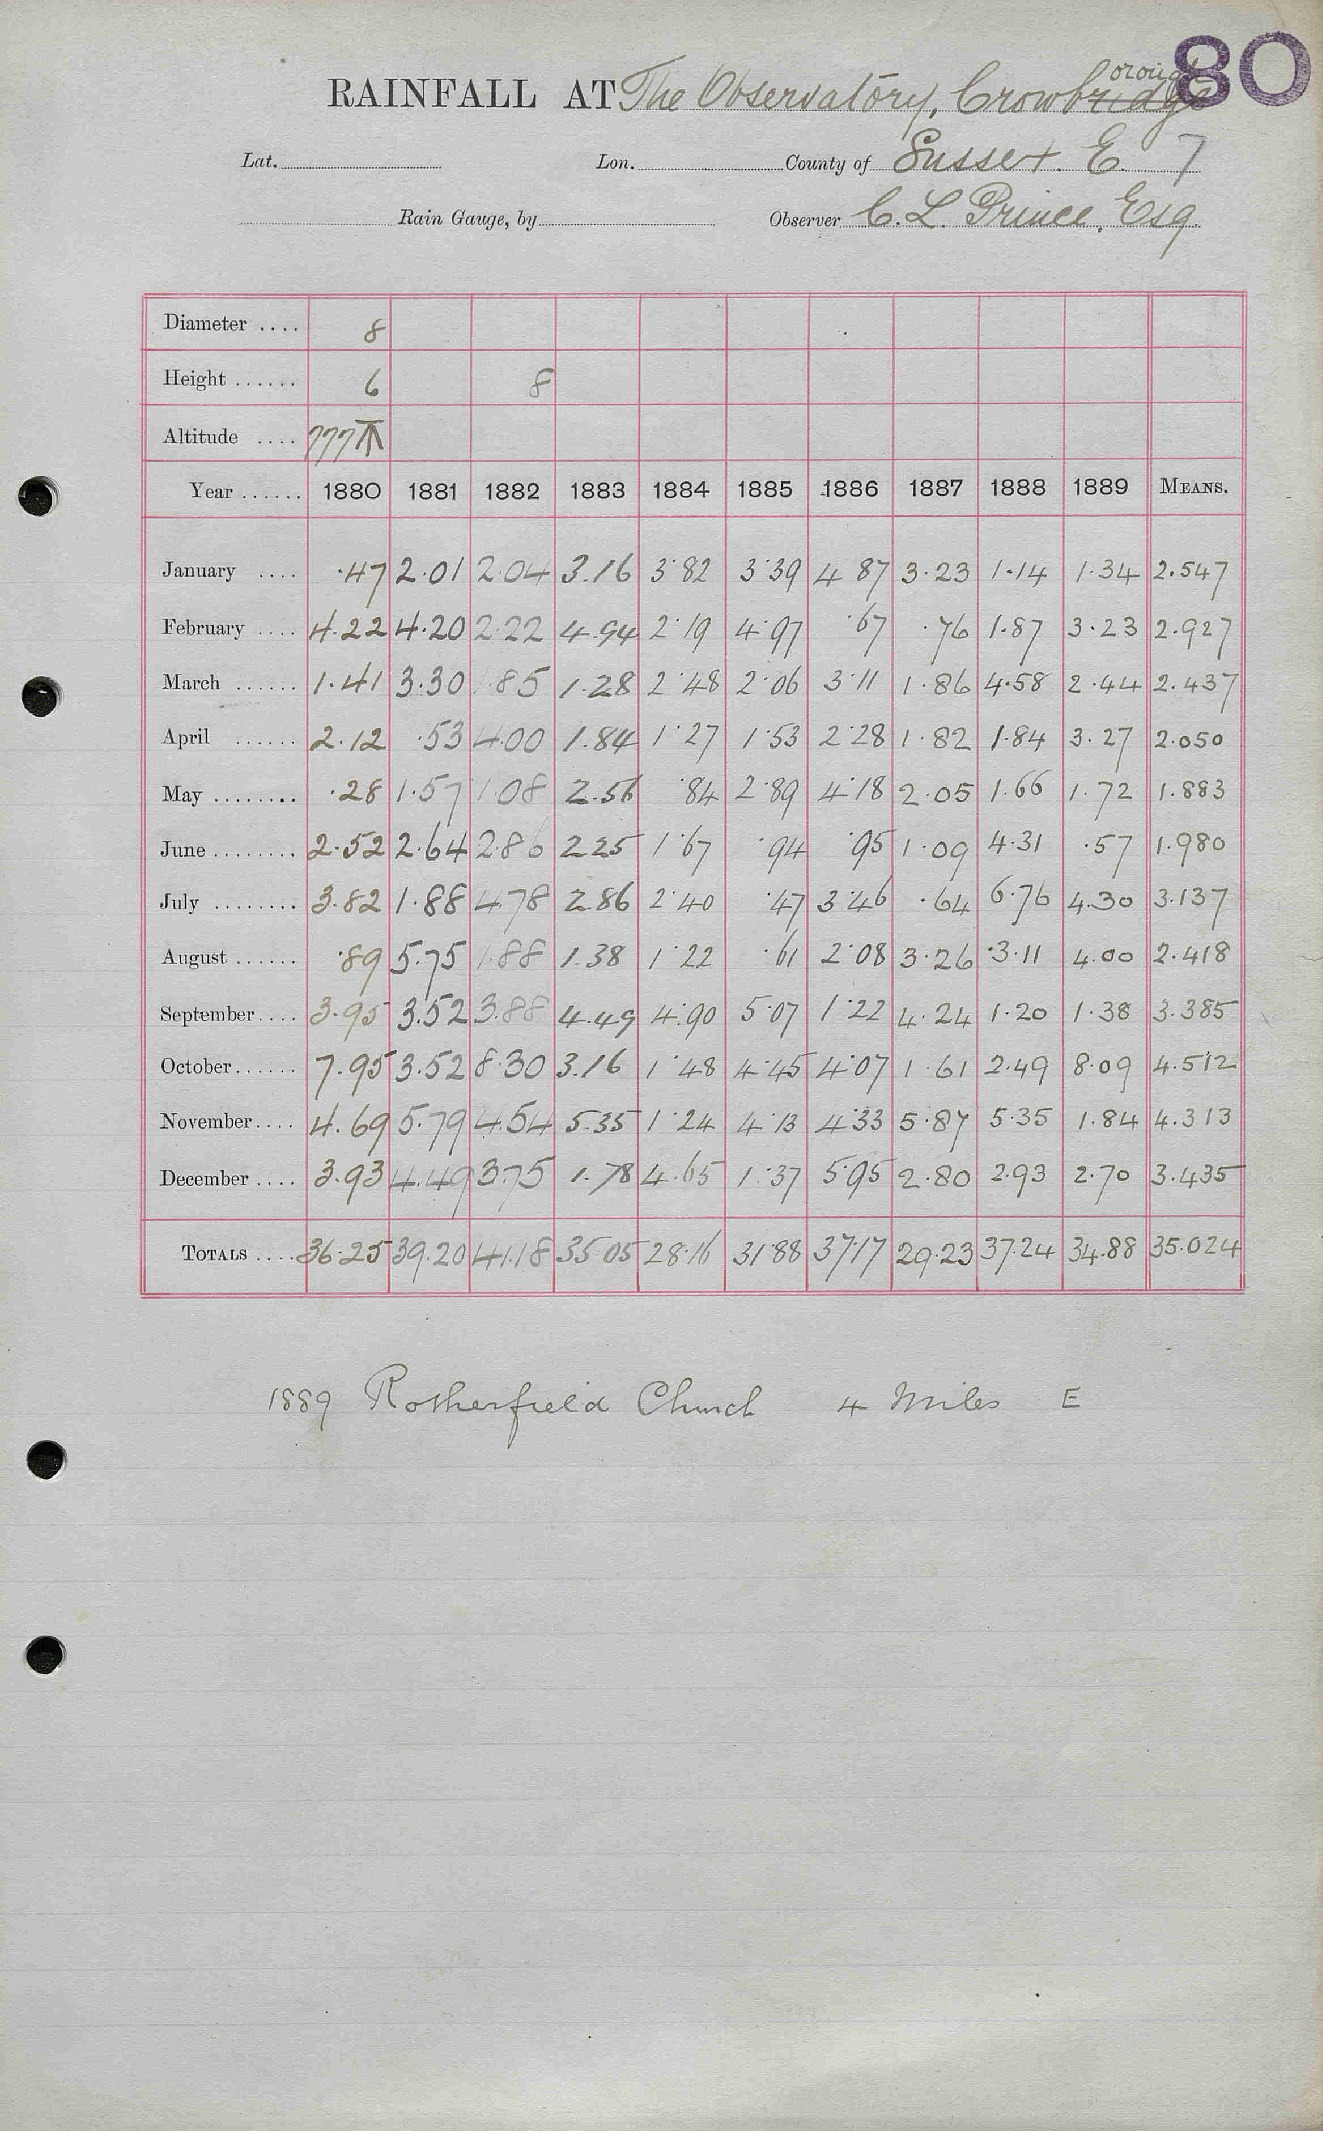 80
RAINFALL AT The Observatory, Crowbridge orough
Lat. Lon. County of Sussex. E. 7
Rain Gauge, by Observer C. L. Prince, Esq.
Diameter .... 8
Height ...... 6 8
Altitude .... 777
Year ...... 1880 1881 1882 1883 1884 1885 1886 1887 1888 1889 MEANS.
January .... ·47 2·01 2·04 3·16 3·82 3·39 4·87 3·23 1·14 1·34 2·547
February .... 4·22 4·20 2·22 4·94 2·19 4·97 ·67 ·76 1·87 3·23 2·927
March ...... 1·41 3·30 1·85 1·28 2·48 2·06 3·11 1·86 4·58 2·44 2·437
April ...... 2·12 ·53 4·00 1·84 1·27 1·53 2·28 1·82 1·84 3·27 2·050
May ........ ·28 1·57 1·08 2·56 ·84 2·89 4·18 2·05 1·66 1·72 1·883
June ........ 2·52 2·64 2·86 2·25 1·67 ·94 ·95 1·09 4·31 ·57 1·980
July ........ 3·82 1·88 4·78 2·86 2·40 ·47 3·46 ·64 6·76 4·30 3·137
August ...... ·89 5·75 1·88 1·38 1·22 ·61 2·08 3·26 3·11 4·00 2·418
September .... 3·95 3·52 3·88 4·49 4·90 5·07 1·22 4·24 1·20 1·38 3·385
October ...... 7·95 3·52 8·30 3·16 1·48 4·45 4·07 1·61 2·49 8·09 4·512
November .... 4·69 5·79 4·54 5·35 1·24 4·13 4·33 5·87 5·35 1·84 4·313
December .... 3·93 4·49 3·75 1·78 4·65 1·37 5·95 2·80 2·93 2·70 3·435
TOTALS .... 36·25 39·20 41·18 35·05 28·16 31·88 37·17 29·23 37·24 34·88 35·024
1889 Rotherfield Church 4 Miles E